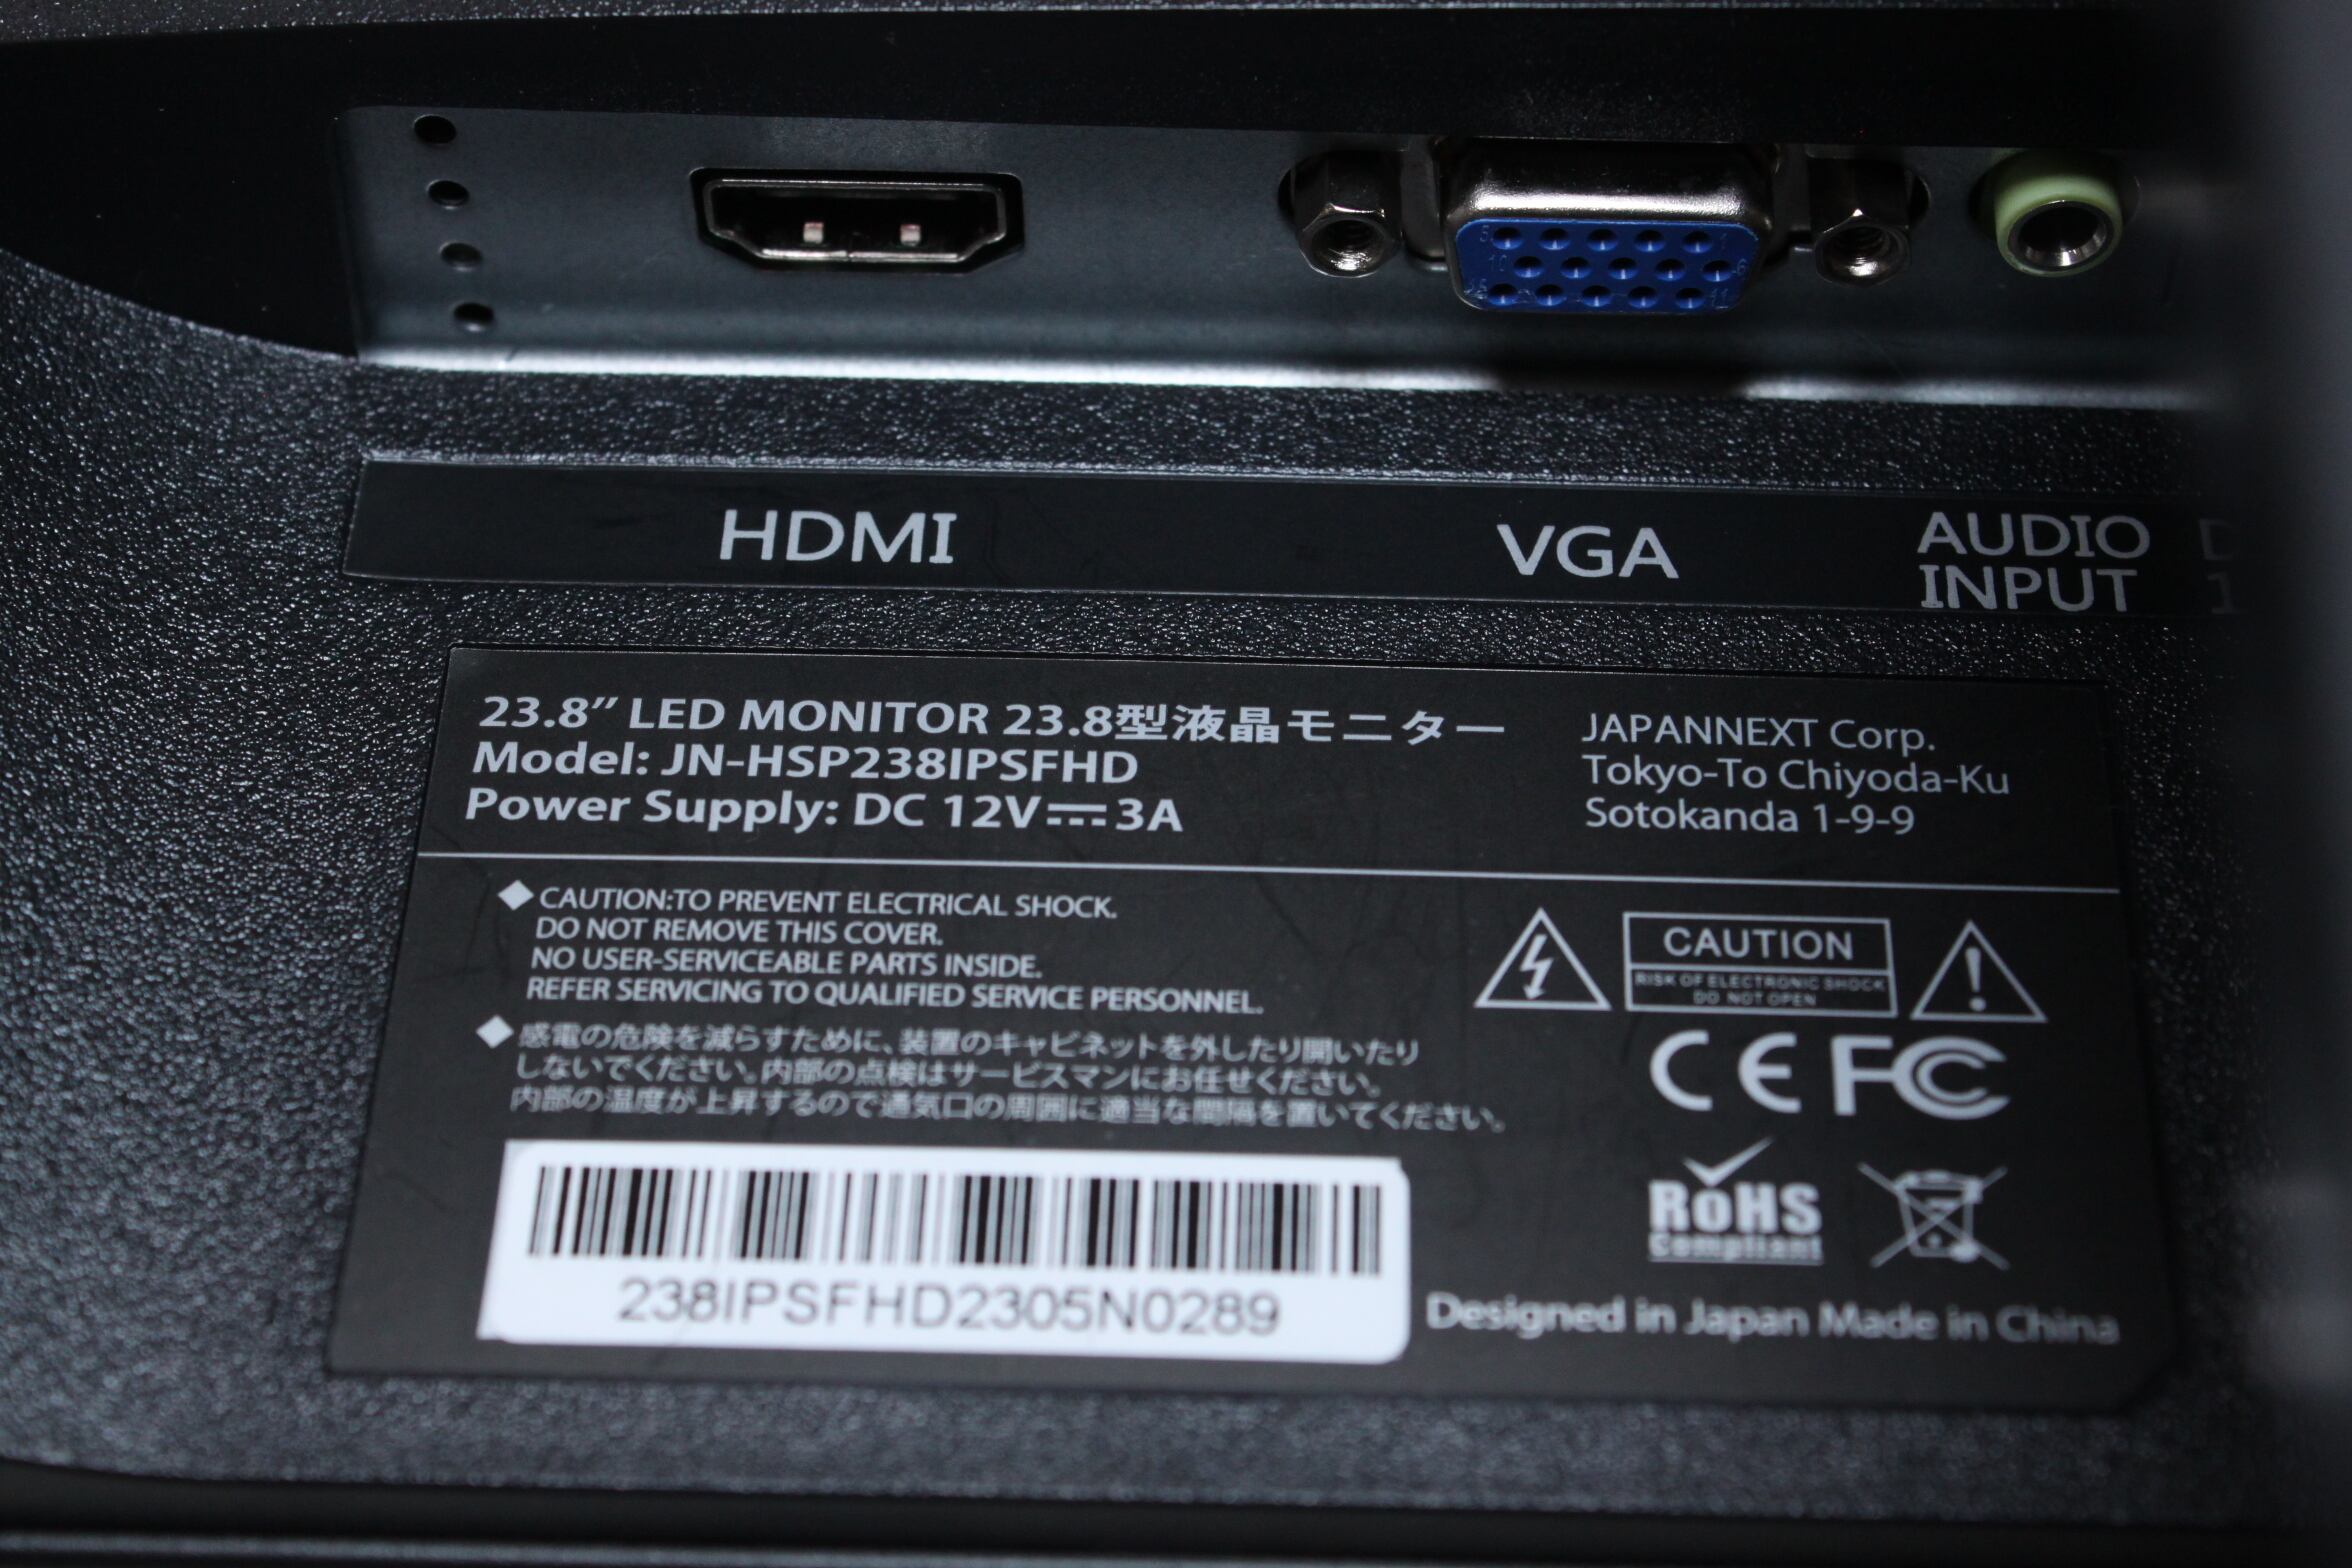 HDMI
VGA
AUDIO
INPUT
23.8” LED MONITOR 23.8型液晶モニター
Model: JN-HSP238IPSFHD
Power Supply: DC 12V⎓3A
JAPANNEXT Corp.
Tokyo-To Chiyoda-Ku
Sotokanda 1-9-9
◆CAUTION:TO PREVENT ELECTRICAL SHOCK.
DO NOT REMOVE THIS COVER.
NO USER-SERVICEABLE PARTS INSIDE.
REFER SERVICING TO QUALIFIED SERVICE PERSONNEL.
◆感電の危険を減らすために、装置のキャビネットを外したり開いたり
しないでください。内部の点検はサービスマンにお任せください。
内部の温度が上昇するので通気口の周囲に適当な間隔を置いてください。
CAUTION
RISK OF ELECTRONIC SHOCK
DO NOT OPEN
CE FC
RoHS
Compliant
238IPSFHD2305N0289
Designed in Japan Made in China